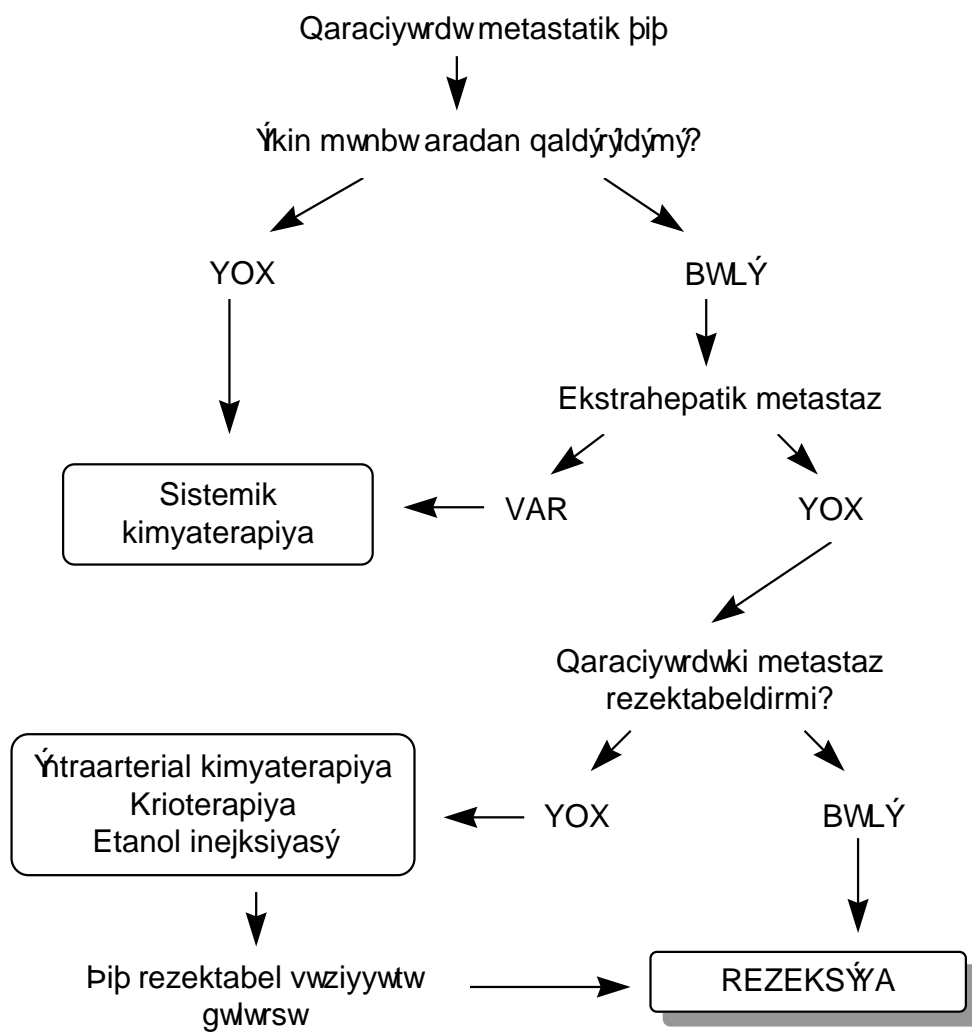 Qaraciywrdw metastatik þiþ
Ýlkin mwnbw aradan qaldýrýldýmý?
YOX
BWLÝ
Ekstrahepatik metastaz
Sistemik
kimyaterapiya
VAR
YOX
Qaraciywrdwki metastaz
rezektabeldirmi?
Ýntraarterial kimyaterapiya
Krioterapiya
Etanol inejksiyasý
YOX
BWLÝ
Þiþ rezektabel vwziyywtw
gwlwrsw
REZEKSÝYA